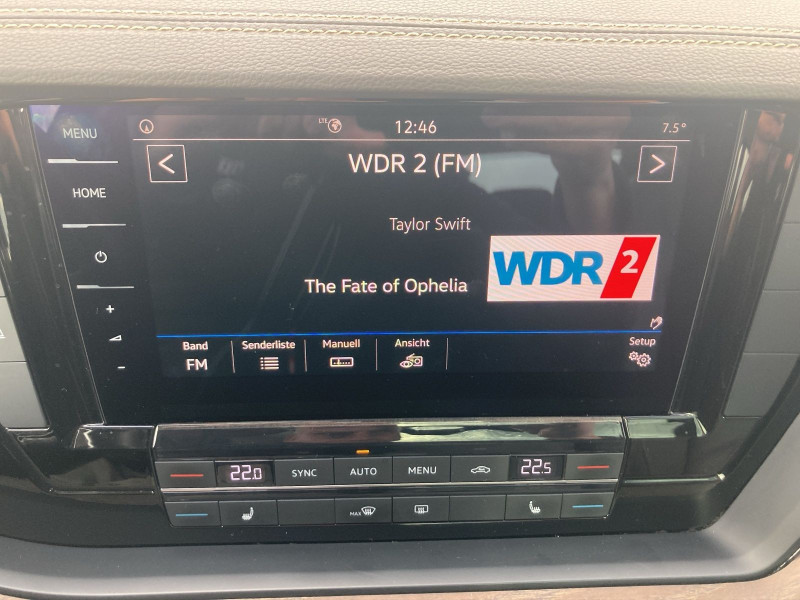 MENU
LTE
12:46
7.5°
HOME
WDR 2 (FM)
Taylor Swift
The Fate of Ophelia
WDR 2
+
-
Band
FM
Senderliste
Manuell
Ansicht
Setup
22.0
SYNC
AUTO
MENU
22.5
MAX